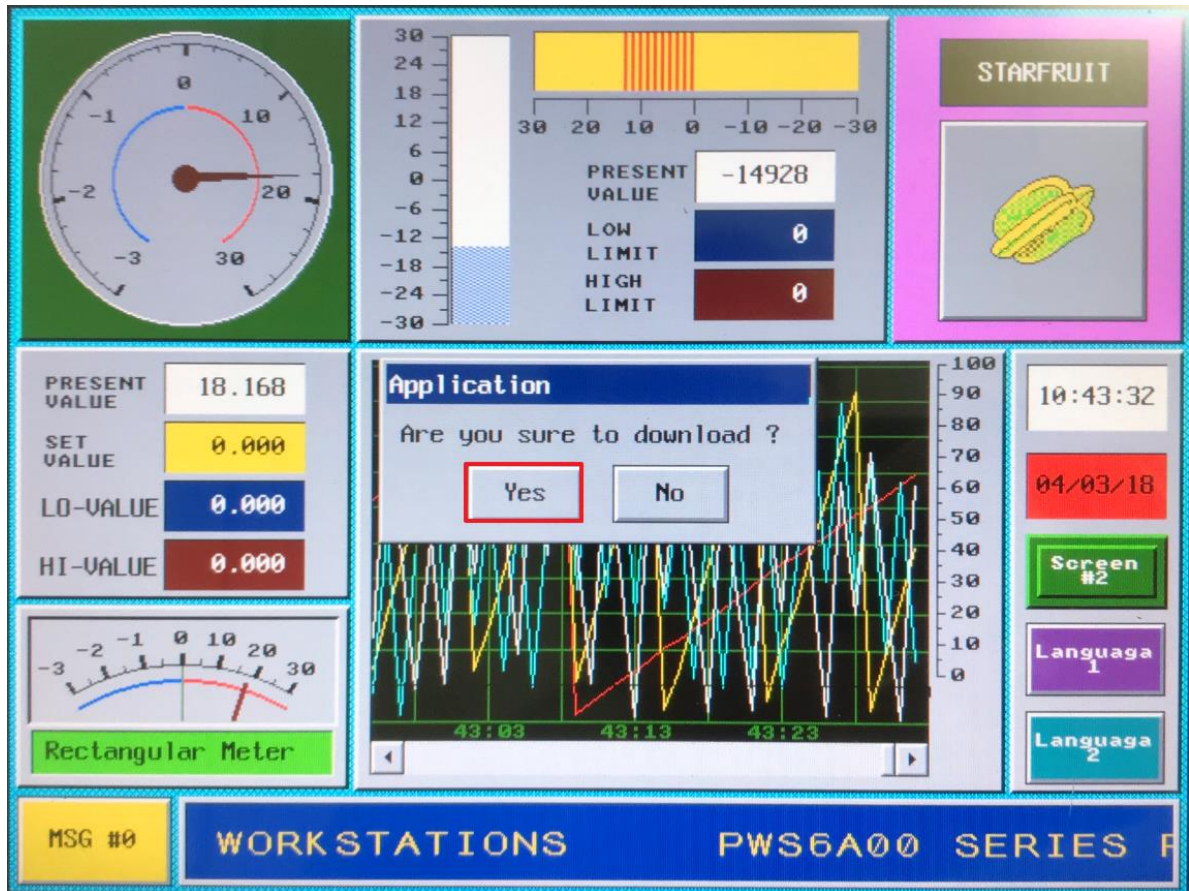 0
-1
10
-2
20
-3
30
30
24
18
12
6
0
-6
-12
-18
-24
-30
30 20 10 0 -10 -20 -30
PRESENT
VALUE
-14928
LOW
LIMIT
0
HIGH
LIMIT
0
STARFRUIT
PRESENT
VALUE
18.168
SET
VALUE
0.000
LO-VALUE
0.000
HI-VALUE
0.000
-3 -2 -1 0 10 20 30
Rectangular Meter
Application
Are you sure to download ?
Yes
No
100
90
80
70
60
50
40
30
20
10
0
43:03 43:13 43:23
10:43:32
04/03/18
Screen
#2
Languaga
1
Languaga
2
MSG #0
WORKSTATIONS PWS6A00 SERIES